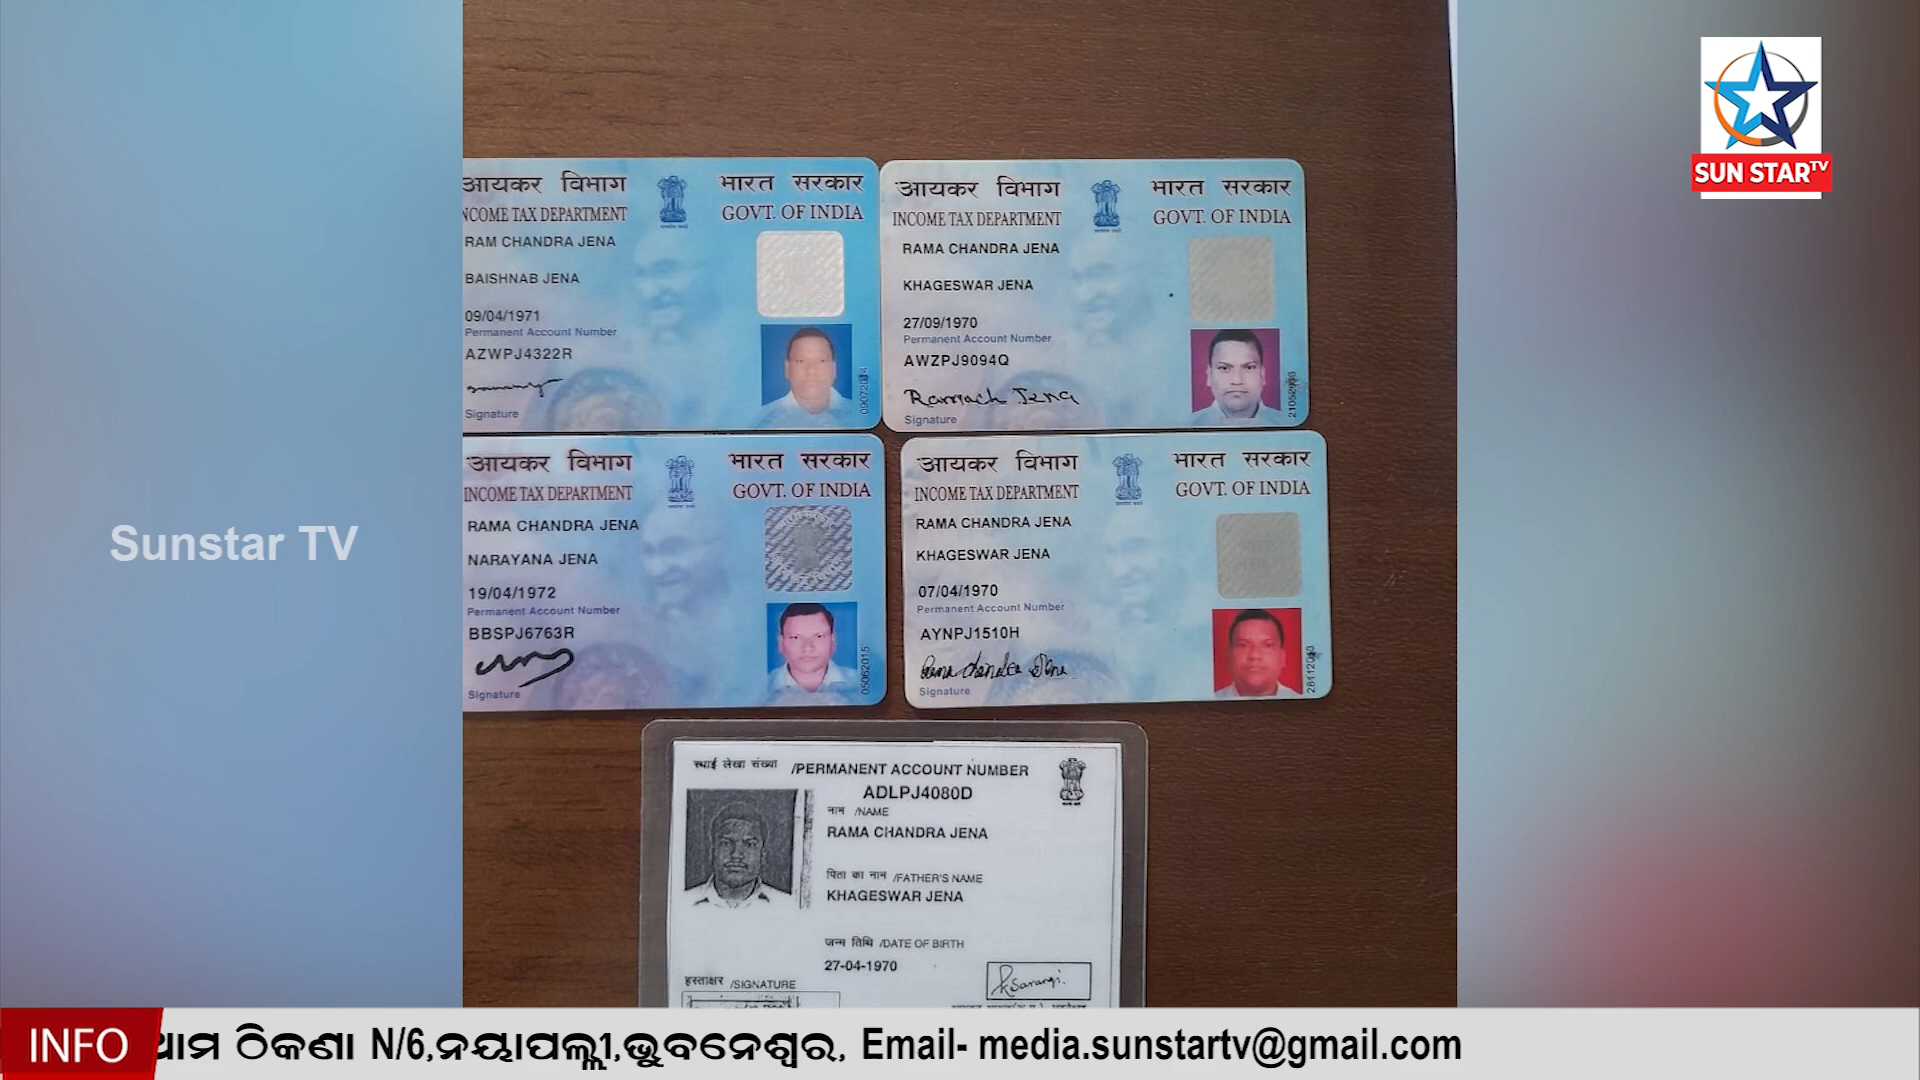 SUN STAR TV
Sunstar TV
आयकर विभाग
भारत सरकार
INCOME TAX DEPARTMENT
GOVT. OF INDIA
RAM CHANDRA JENA
BAISHNAB JENA
09/04/1971
Permanent Account Number
AZWPJ4322R
Signature
आयकर विभाग
भारत सरकार
INCOME TAX DEPARTMENT
GOVT. OF INDIA
RAMA CHANDRA JENA
KHAGESWAR JENA
27/09/1970
Permanent Account Number
AWZPJ9094Q
Ramach Jena
Signature
आयकर विभाग
भारत सरकार
INCOME TAX DEPARTMENT
GOVT. OF INDIA
RAMA CHANDRA JENA
NARAYANA JENA
19/04/1972
Permanent Account Number
BBSPJ6763R
Signature
05062015
आयकर विभाग
भारत सरकार
INCOME TAX DEPARTMENT
GOVT. OF INDIA
RAMA CHANDRA JENA
KHAGESWAR JENA
07/04/1970
Permanent Account Number
AYNPJ1510H
Rama Chandra Jena
Signature
स्थाई लेखा संख्या /PERMANENT ACCOUNT NUMBER
ADLPJ4080D
नाम /NAME
RAMA CHANDRA JENA
पिता का नाम /FATHER'S NAME
KHAGESWAR JENA
जन्म तिथि /DATE OF BIRTH
27-04-1970
हस्ताक्षर /SIGNATURE
INFO
ଠିକଣା N/6,ନୟାପଲ୍ଲୀ,ଭୁବନେଶ୍ୱର, Email- media.sunstartv@gmail.com